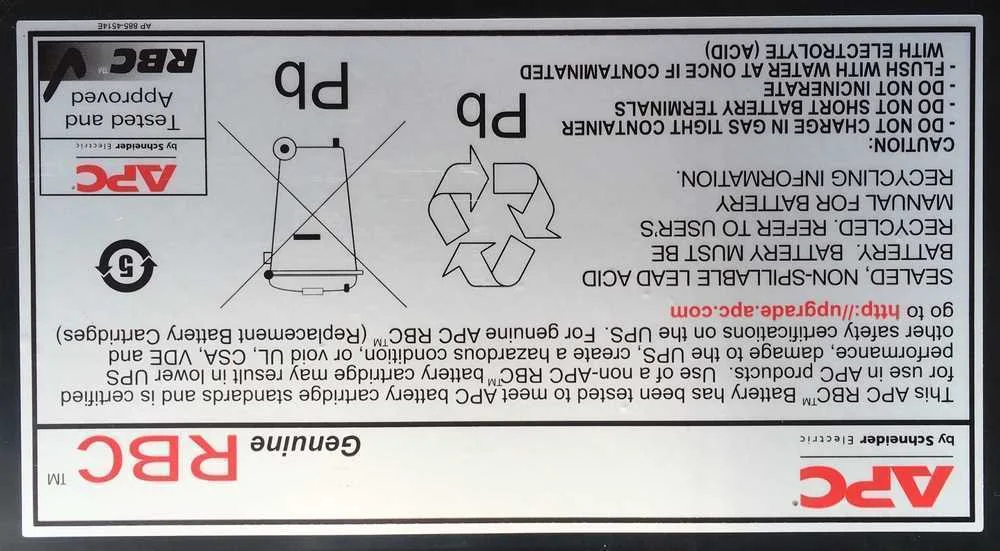 APC®
by Schneider Electric
Genuine RBC™
This APC RBC™ Battery has been tested to meet APC battery cartridge standards and is certified
for use in APC products. Use of a non-APC RBC™ battery cartridge may result in lower UPS
performance, damage to the UPS, create a hazardous condition, or void UL, CSA, VDE, and
other safety certifications on the UPS. For genuine APC RBC™ (Replacement Battery Cartridges)
go to http://upgrade.apc.com
SEALED, NON-SPILLABLE LEAD ACID
BATTERY. BATTERY MUST BE
RECYCLED. REFER TO USER'S
MANUAL FOR BATTERY
RECYCLING INFORMATION.
CAUTION:
- DO NOT CHARGE IN GAS TIGHT CONTAINER
- DO NOT SHORT BATTERY TERMINALS
- DO NOT INCINERATE
- FLUSH WITH WATER AT ONCE IF CONTAMINATED
WITH ELECTROLYTE (ACID)
Pb
Pb
5
APC®
by Schneider Electric
Tested and
Approved
RBC™
AP 885-4514E